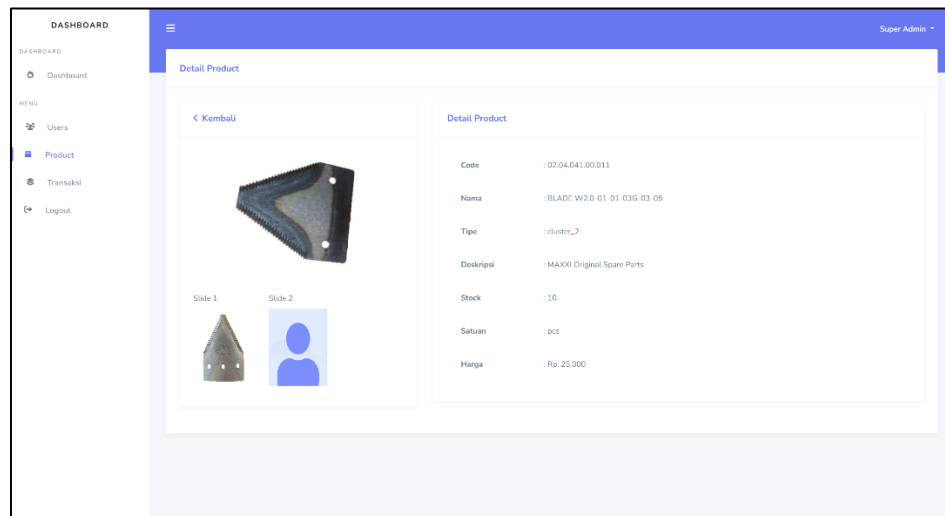 DASHBOARD
Super Admin
DASHBOARD
Dashboard
MENU
Users
Product
Transaksi
Logout
Detail Product
Kembali
Slide 1
Slide 2
Detail Product
Code : 02.04.041.00.011
Nama : BLADE W2.0-01-01-03G-03-05
Tipe : cluster_2
Deskripsi : MAXXI Original Spare Parts
Stock : 10
Satuan : pcs
Harga : Rp. 25,000